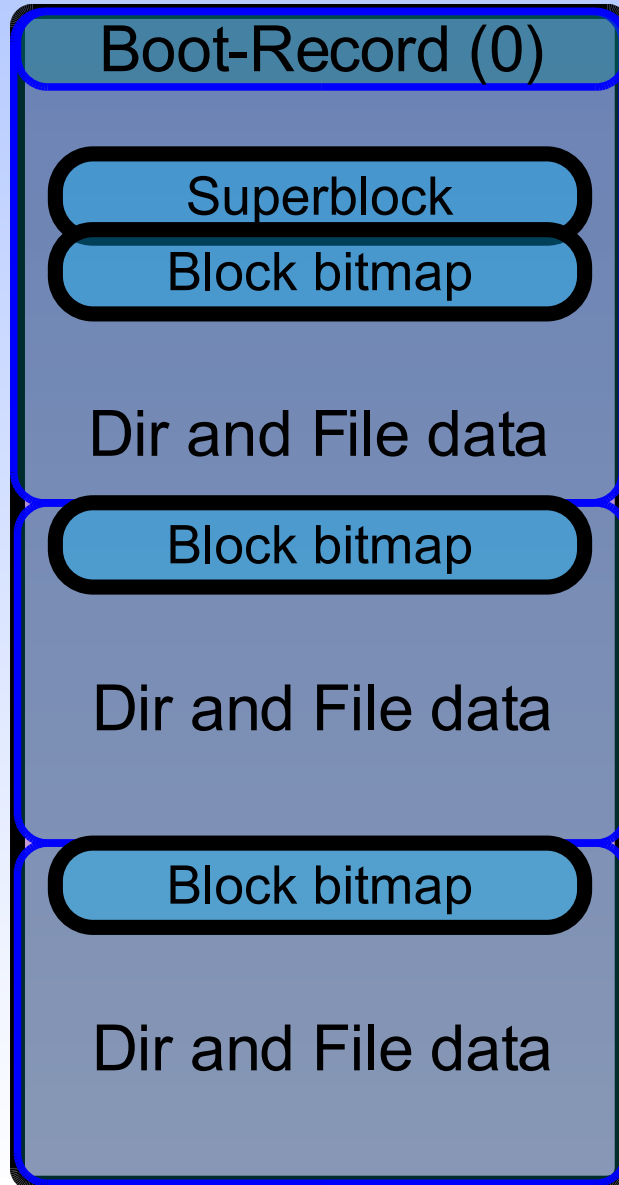 Boot-Record (0)
Superblock
Block bitmap
Dir and File data
Block bitmap
Dir and File data
Block bitmap
Dir and File data